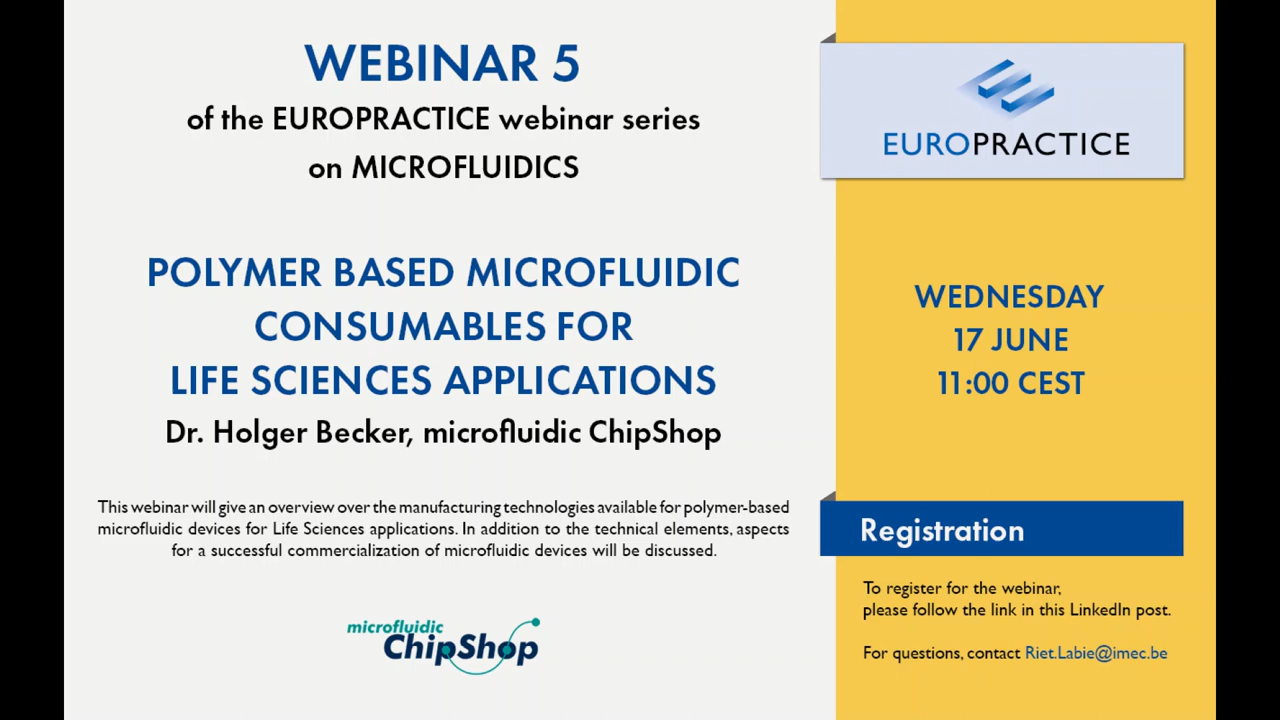 WEBINAR 5
of the EUROPRACTICE webinar series
on MICROFLUIDICS
POLYMER BASED MICROFLUIDIC
CONSUMABLES FOR
LIFE SCIENCES APPLICATIONS
Dr. Holger Becker, microfluidic ChipShop
This webinar will give an overview over the manufacturing technologies available for polymer-based
microfluidic devices for Life Sciences applications. In addition to the technical elements, aspects
for a successful commercialization of microfluidic devices will be discussed.
microfluidic
ChipShop
EUROPRACTICE
WEDNESDAY
17 JUNE
11:00 CEST
Registration
To register for the webinar,
please follow the link in this LinkedIn post.
For questions, contact Riet.Labie@imec.be